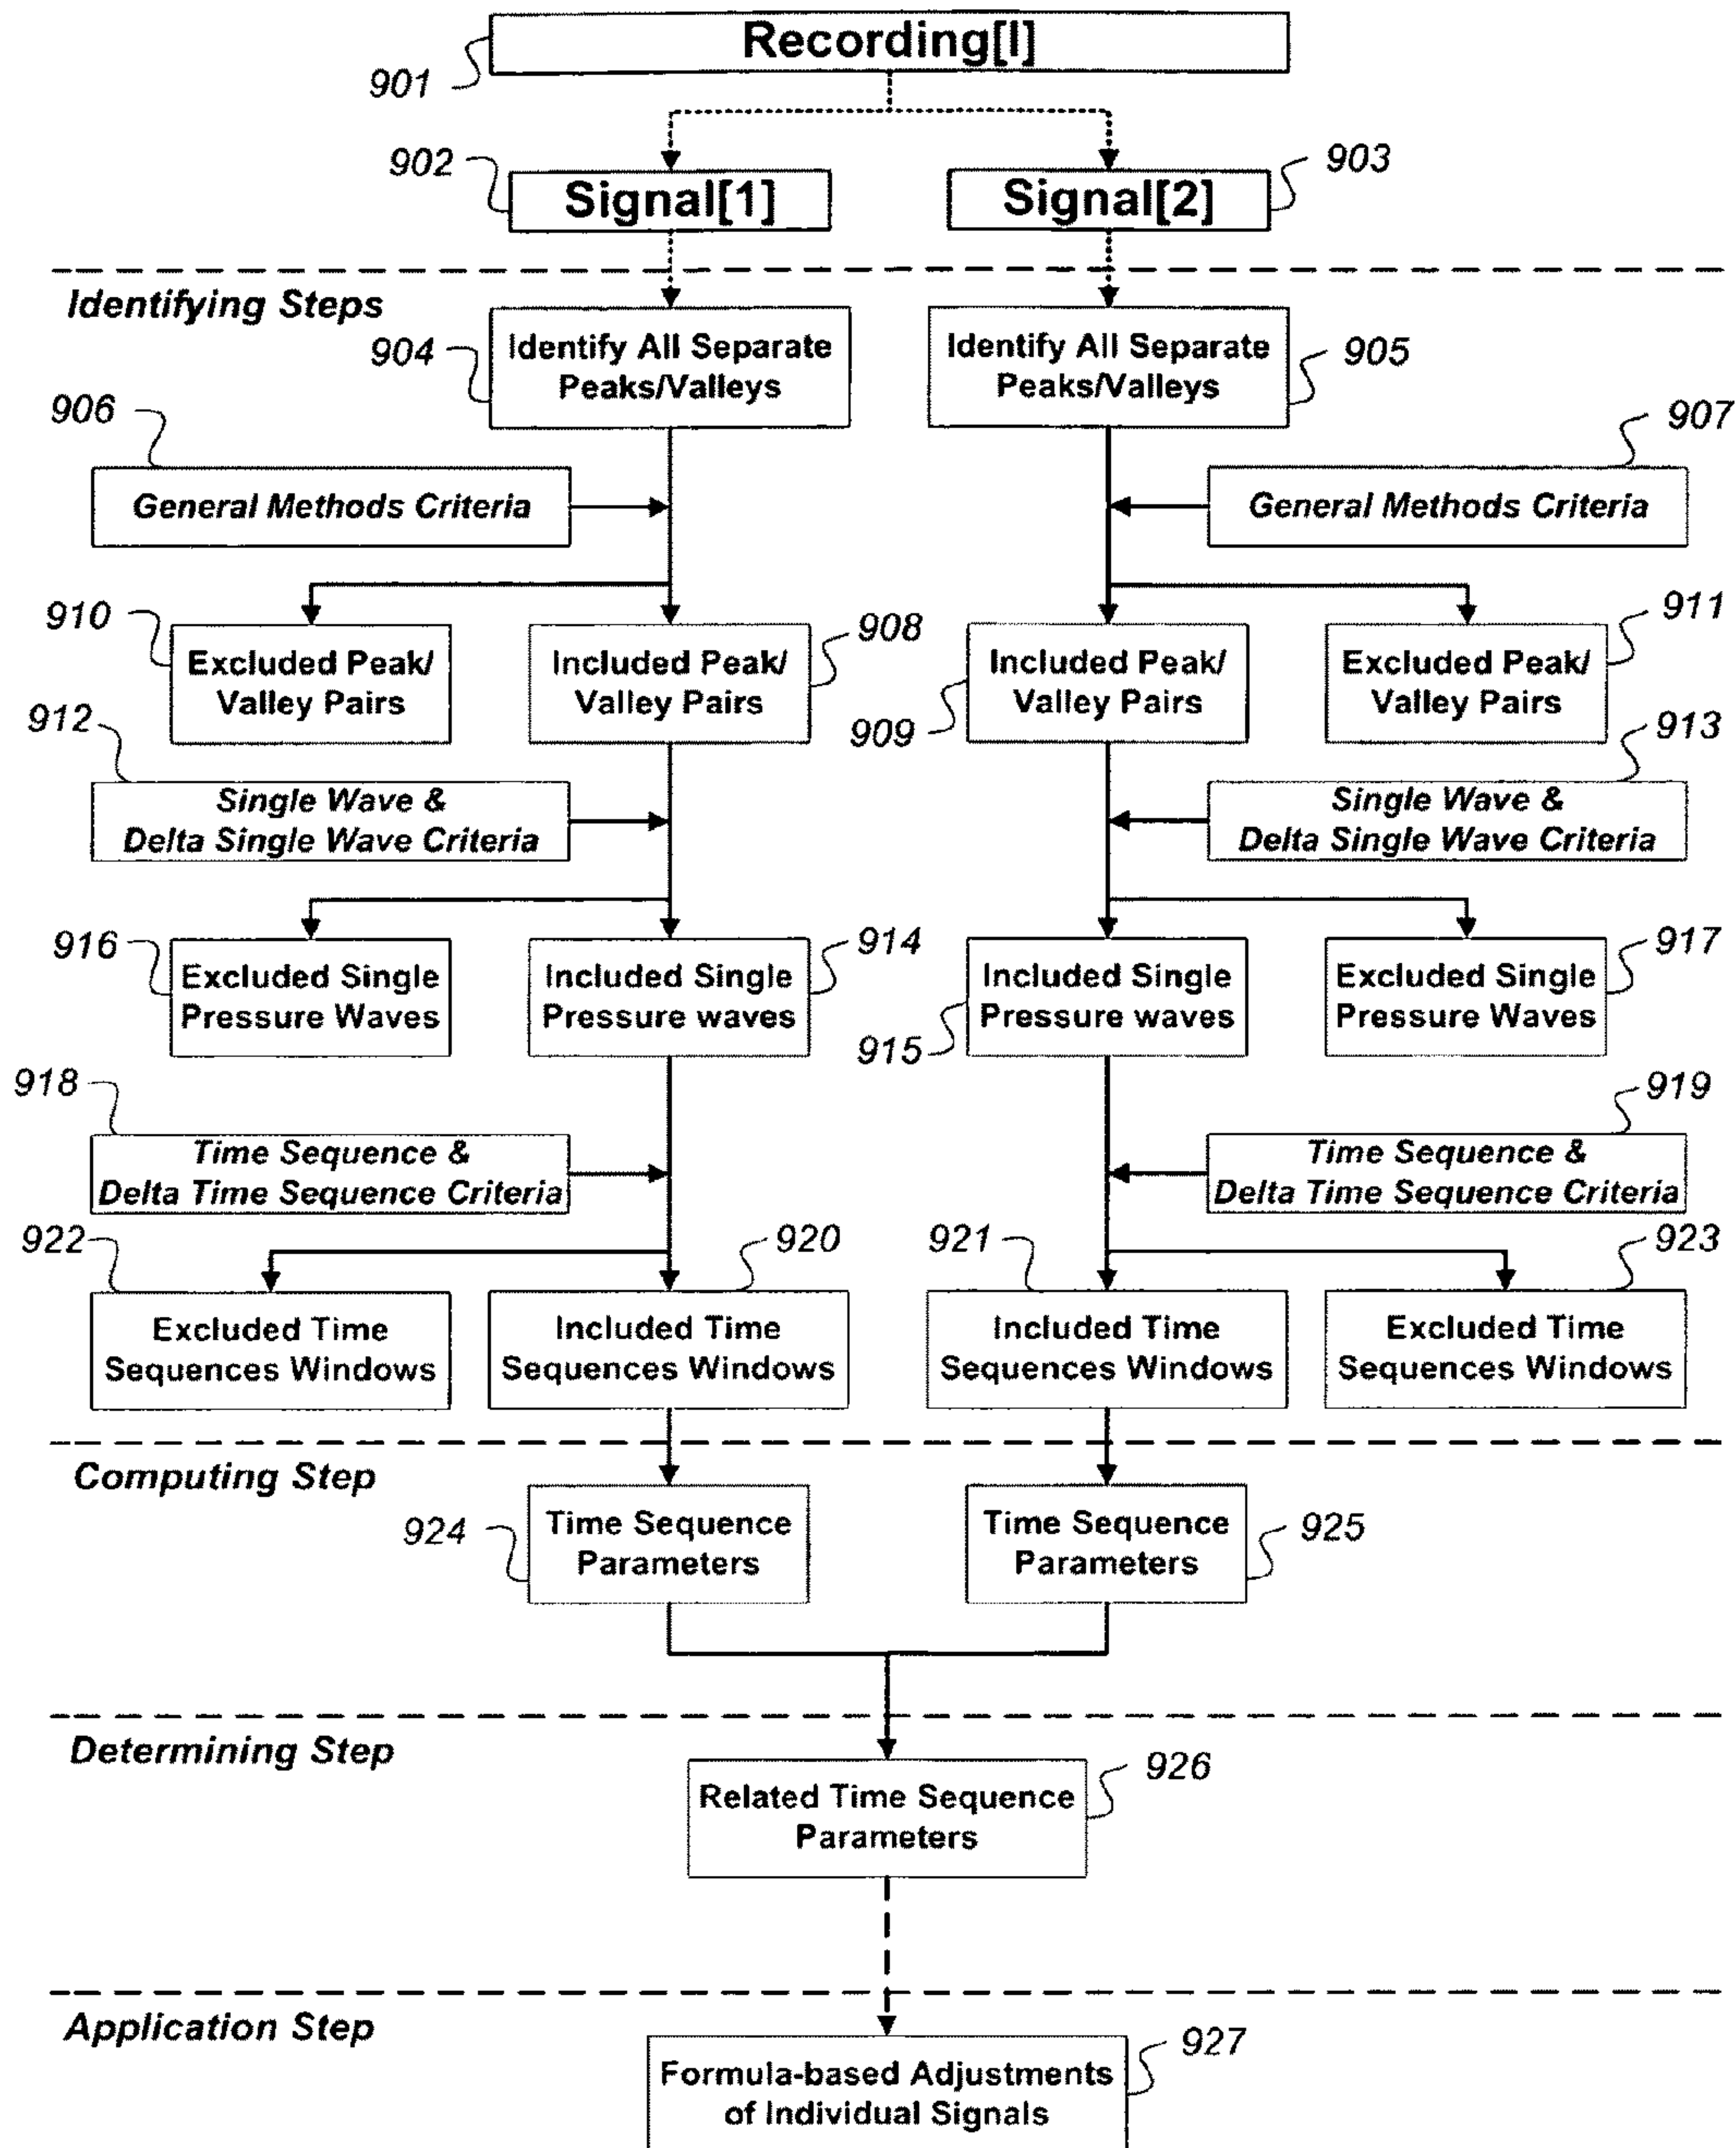 Recording[I]
901
902
Signal[1]
Signal[2]
903
Identifying Steps
904
Identify All Separate
Peaks/Valleys
Identify All Separate
Peaks/Valleys
905
906
907
General Methods Criteria
General Methods Criteria
910
Excluded Peak/
Valley Pairs
Included Peak/
Valley Pairs
908
909
Included Peak/
Valley Pairs
Excluded Peak/
Valley Pairs
911
912
913
Single Wave &
Delta Single Wave Criteria
Single Wave &
Delta Single Wave Criteria
916
Excluded Single
Pressure Waves
Included Single
Pressure waves
914
915
Included Single
Pressure waves
Excluded Single
Pressure Waves
917
918
919
Time Sequence &
Delta Time Sequence Criteria
Time Sequence &
Delta Time Sequence Criteria
922
920
921
923
Excluded Time
Sequences Windows
Included Time
Sequences Windows
Included Time
Sequences Windows
Excluded Time
Sequences Windows
Computing Step
924
Time Sequence
Parameters
Time Sequence
Parameters
925
Determining Step
Related Time Sequence
Parameters
926
Application Step
Formula-based Adjustments
of Individual Signals
927